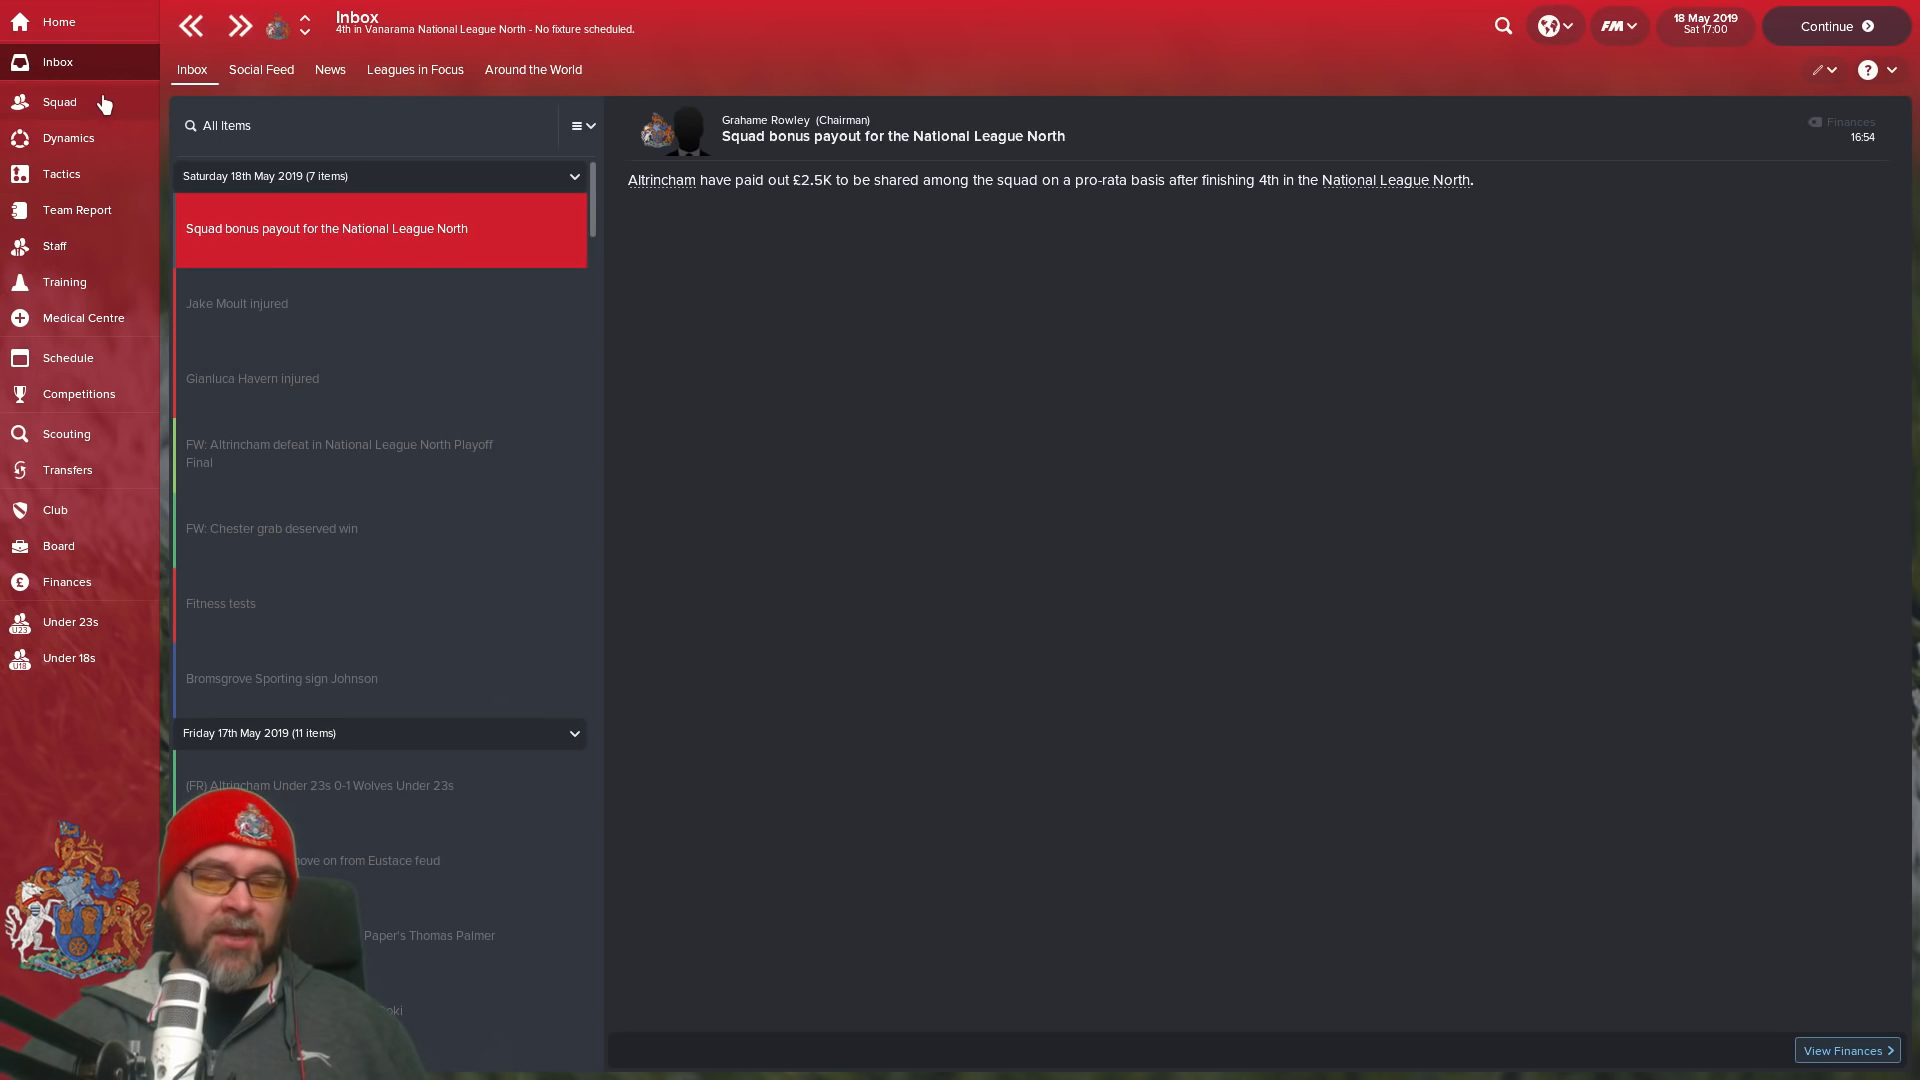 Home
Inbox
Squad
Dynamics
Tactics
Team Report
Staff
Training
Medical Centre
Schedule
Competitions
Scouting
Transfers
Club
Board
Finances
U23
Under 23s
U18
Under 18s
Inbox
4th in Vanarama National League North - No fixture scheduled.
FM
18 May 2019
Sat 17:00
Continue
Inbox
Social Feed
News
Leagues in Focus
Around the World
?
All Items
Saturday 18th May 2019 (7 items)
Squad bonus payout for the National League North
Jake Moult injured
Gianluca Havern injured
FW: Altrincham defeat in National League North Playoff
Final
FW: Chester grab deserved win
Fitness tests
Bromsgrove Sporting sign Johnson
Friday 17th May 2019 (11 items)
(FR) Altrincham Under 23s 0-1 Wolves Under 23s
move on from Eustace feud
Paper's Thomas Palmer
Grahame Rowley (Chairman)
Squad bonus payout for the National League North
Finances
16:54
Altrincham have paid out £2.5K to be shared among the squad on a pro-rata basis after finishing 4th in the National League North.
View Finances